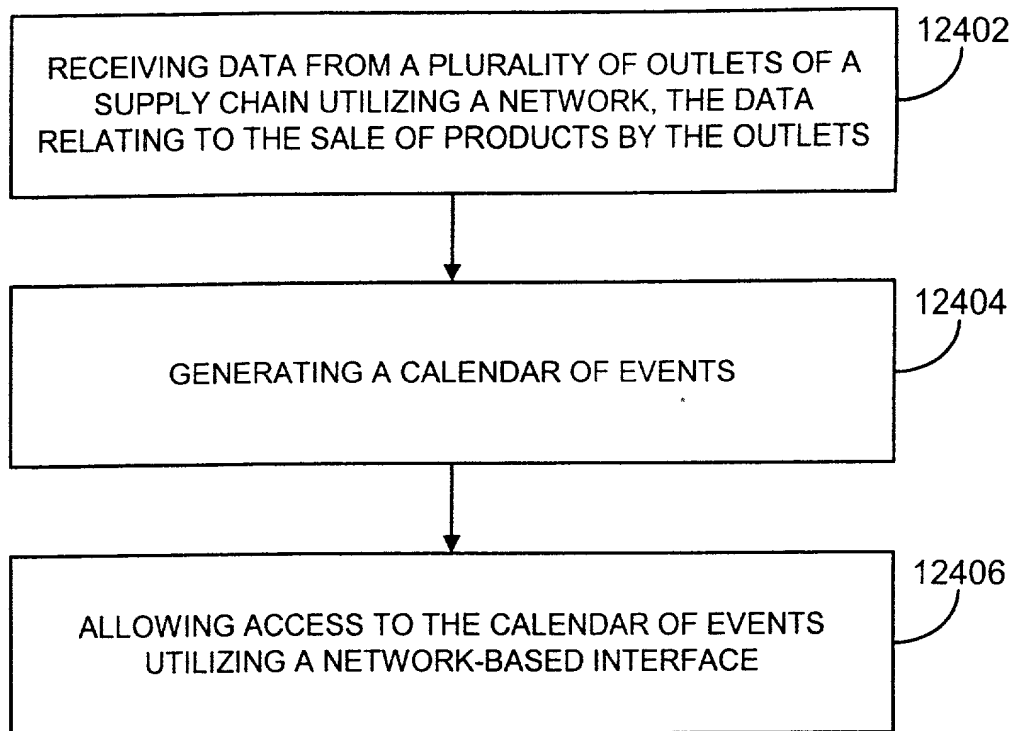 12402
RECEIVING DATA FROM A PLURALITY OF OUTLETS OF A
SUPPLY CHAIN UTILIZING A NETWORK, THE DATA
RELATING TO THE SALE OF PRODUCTS BY THE OUTLETS
12404
GENERATING A CALENDAR OF EVENTS
12406
ALLOWING ACCESS TO THE CALENDAR OF EVENTS
UTILIZING A NETWORK-BASED INTERFACE